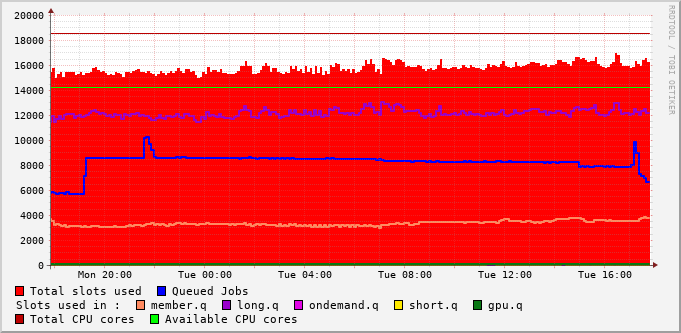 20000
18000
16000
14000
12000
10000
8000
6000
4000
2000
0
Mon 20:00 Tue 00:00 Tue 04:00 Tue 08:00 Tue 12:00 Tue 16:00
Total slots used Queued Jobs
Slots used in : member.q long.q ondemand.q short.q gpu.q
Total CPU cores Available CPU cores
RRDTOOL / TOBI OETIKER